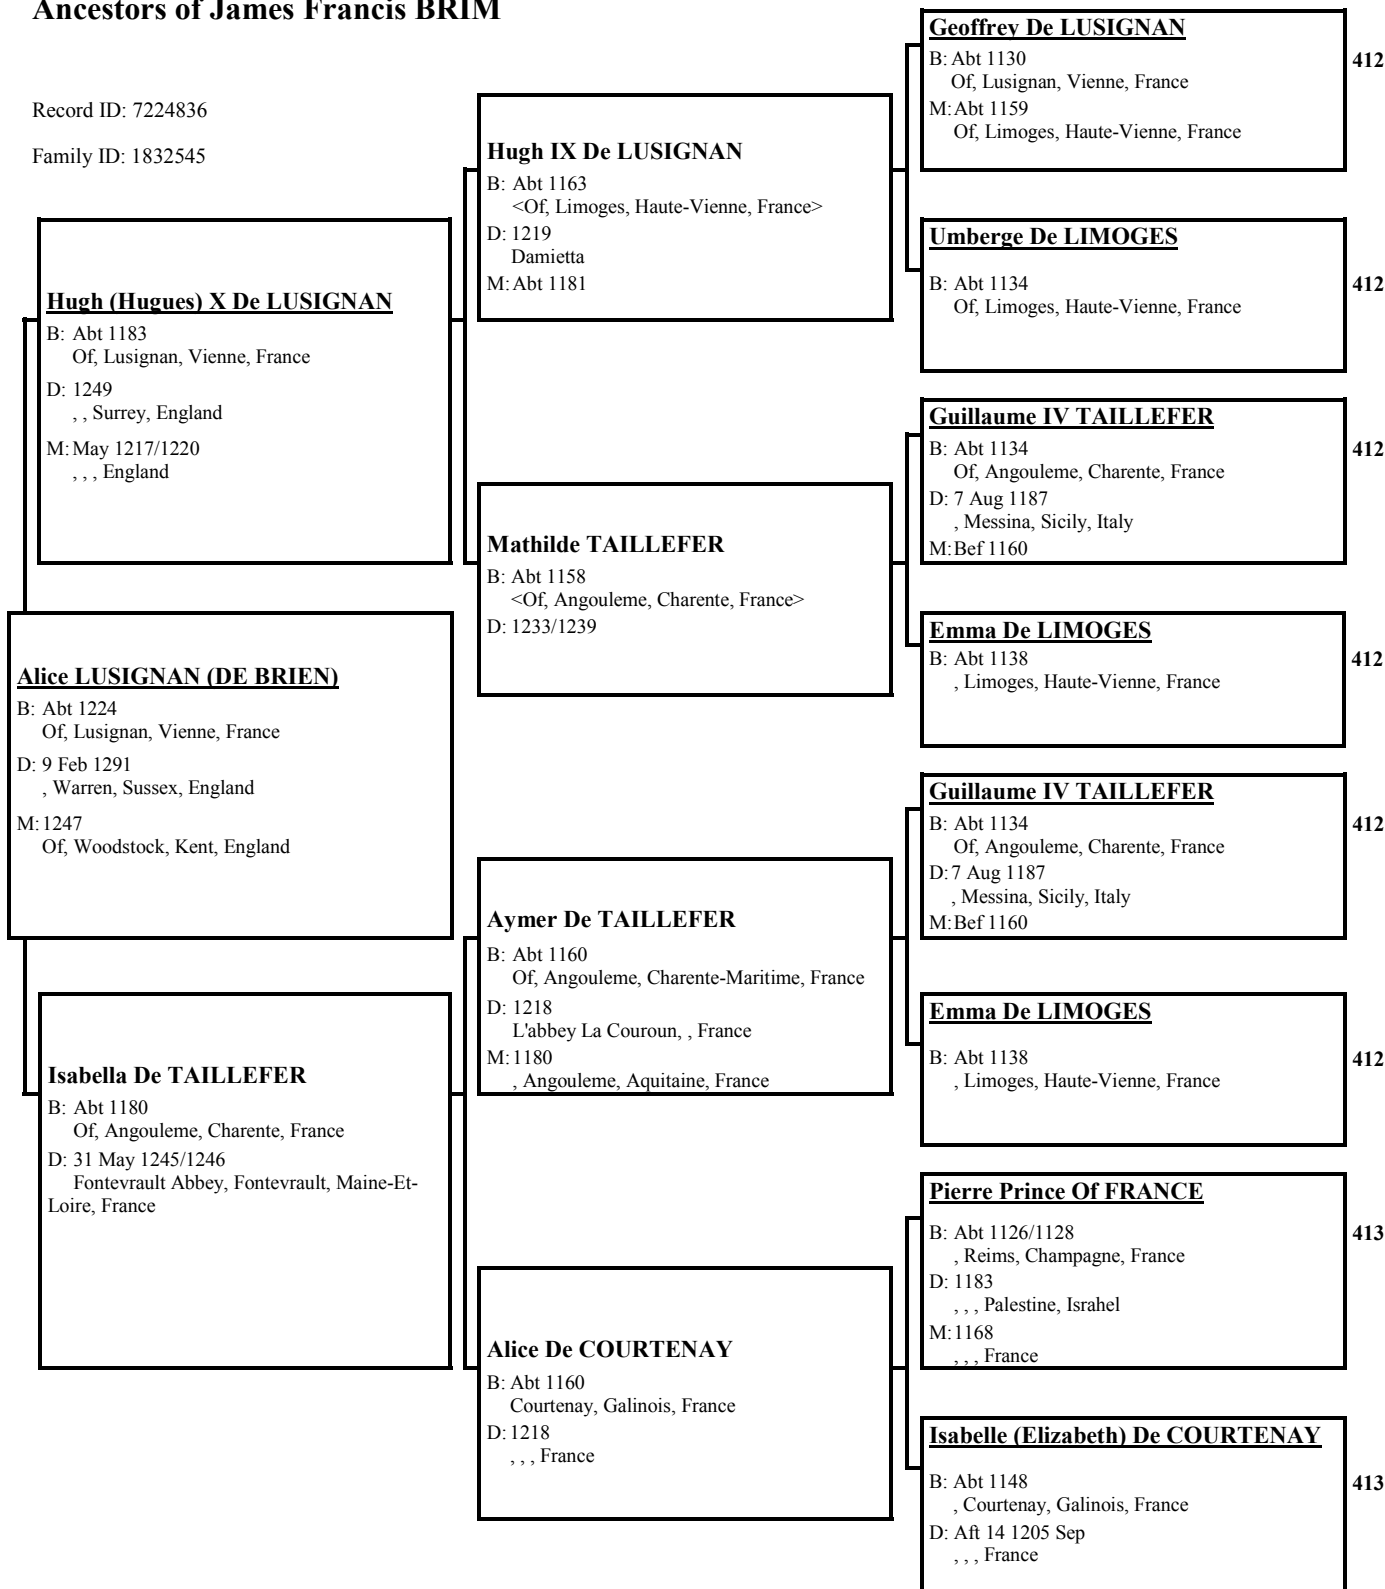 Ancestors of James Francis BRIM
Record ID: 7224836
Family ID: 1832545
Hugh (Hugues) X De LUSIGNAN
B: Abt 1183
Of, Lusignan, Vienne, France
D: 1249
, , Surrey, England
M: May 1217/1220
, , , England
Alice LUSIGNAN (DE BRIEN)
B: Abt 1224
Of, Lusignan, Vienne, France
D: 9 Feb 1291
, Warren, Sussex, England
M: 1247
Of, Woodstock, Kent, England
Isabella De TAILLEFER
B: Abt 1180
Of, Angouleme, Charente, France
D: 31 May 1245/1246
Fontevrault Abbey, Fontevrault, Maine-Et-
Loire, France
Hugh IX De LUSIGNAN
B: Abt 1163
<Of, Limoges, Haute-Vienne, France>
D: 1219
Damietta
M: Abt 1181
Mathilde TAILLEFER
B: Abt 1158
<Of, Angouleme, Charente, France>
D: 1233/1239
Aymer De TAILLEFER
B: Abt 1160
Of, Angouleme, Charente-Maritime, France
D: 1218
L'abbey La Couroun, , France
M: 1180
, Angouleme, Aquitaine, France
Alice De COURTENAY
B: Abt 1160
Courtenay, Galinois, France
D: 1218
, , , France
Geoffrey De LUSIGNAN
B: Abt 1130
Of, Lusignan, Vienne, France
M: Abt 1159
Of, Limoges, Haute-Vienne, France
412
Umberge De LIMOGES
B: Abt 1134
Of, Limoges, Haute-Vienne, France
412
Guillaume IV TAILLEFER
B: Abt 1134
Of, Angouleme, Charente, France
D: 7 Aug 1187
, Messina, Sicily, Italy
M: Bef 1160
412
Emma De LIMOGES
B: Abt 1138
, Limoges, Haute-Vienne, France
412
Guillaume IV TAILLEFER
B: Abt 1134
Of, Angouleme, Charente, France
D: 7 Aug 1187
, Messina, Sicily, Italy
M: Bef 1160
412
Emma De LIMOGES
B: Abt 1138
, Limoges, Haute-Vienne, France
412
Pierre Prince Of FRANCE
B: Abt 1126/1128
, Reims, Champagne, France
D: 1183
, , , Palestine, Israhel
M: 1168
, , , France
413
Isabelle (Elizabeth) De COURTENAY
B: Abt 1148
, Courtenay, Galinois, France
D: Aft 14 1205 Sep
, , , France
413